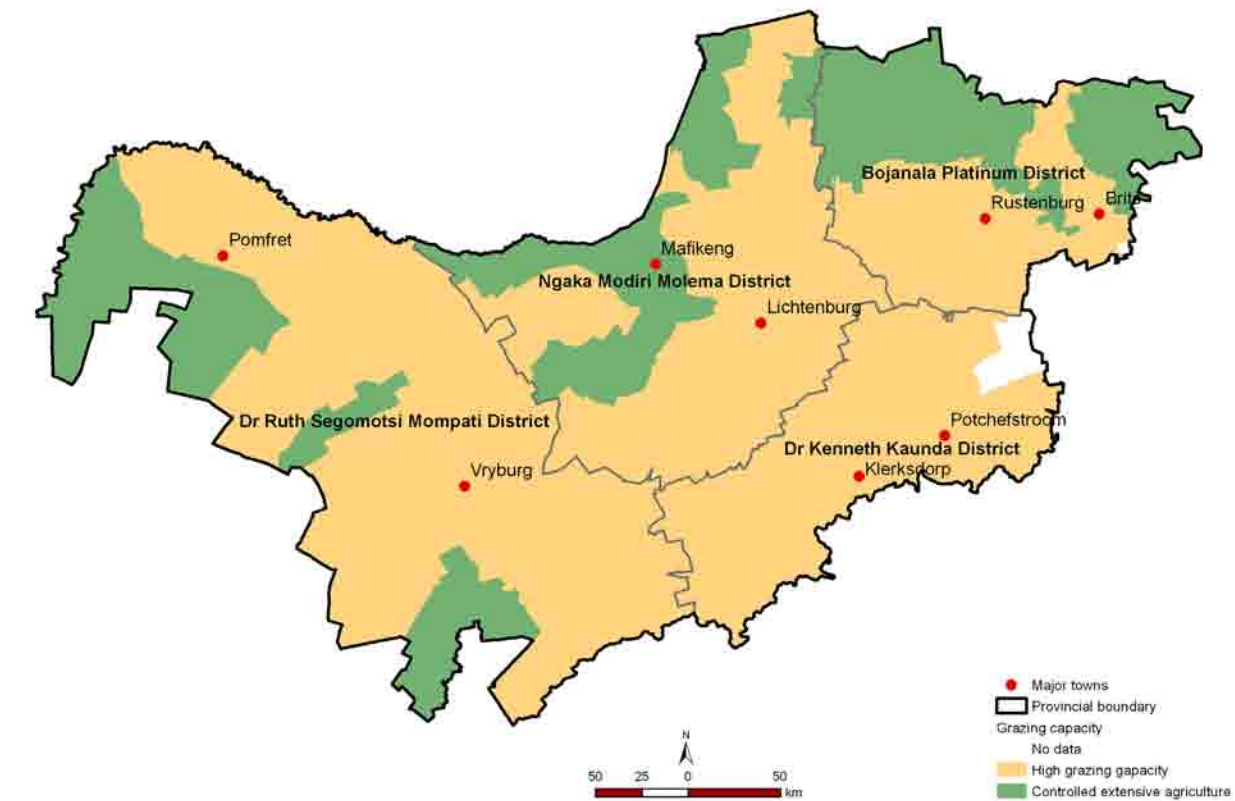 Bojanala Platinum District
Rustenburg
Brits
Pomfret
Mafikeng
Ngaka Modiri Molema District
Lichtenburg
Dr Ruth Segomotsi Mompati District
Potchefstroom
Dr Kenneth Kaunda District
Klerksdorp
Vryburg
Major towns
Provincial boundary
Grazing capacity
No data
High grazing gapacity
Controlled extensive agriculture
N
50 25 0 50
km